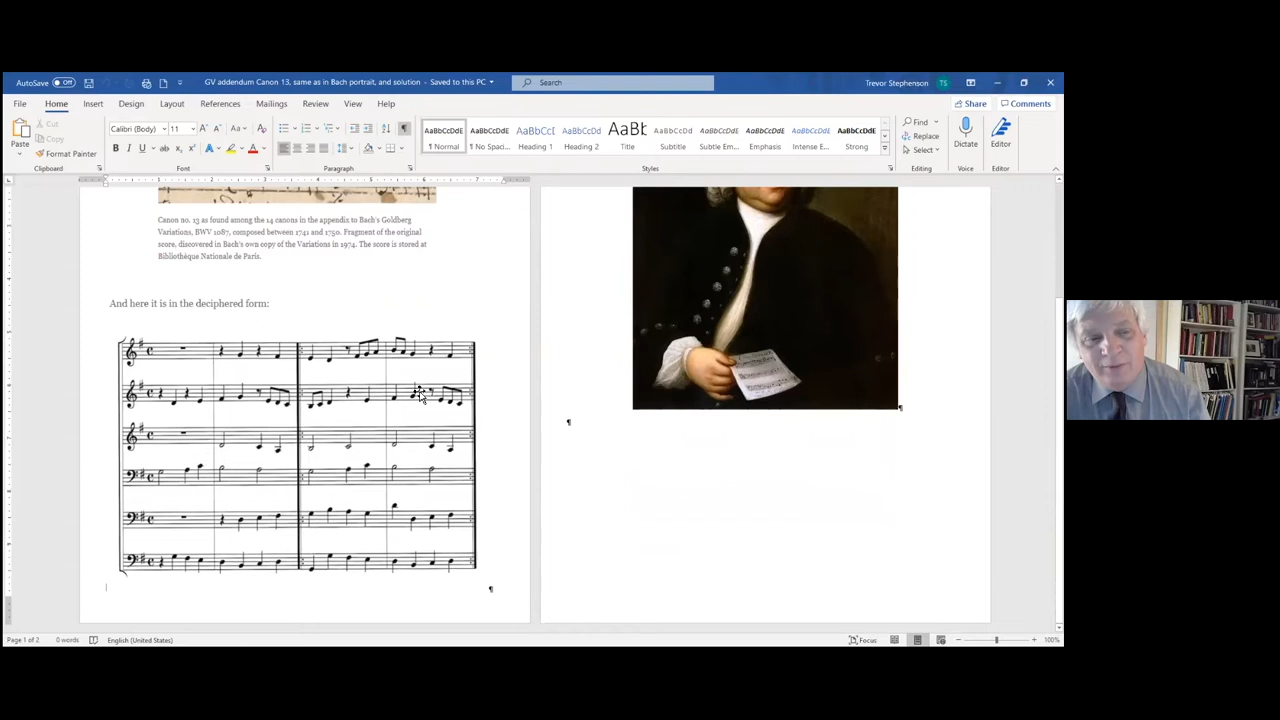 AutoSave Off
GV addendum Canon 13, same as in Bach portrait, and solution - Saved to this PC
Search
Trevor Stephenson TS
File Home Insert Design Layout References Mailings Review View Help
Share Comments
Paste
Cut
Copy
Format Painter
Clipboard
Calibri (Body) 11
Font
Paragraph
AaBbCcDdE AaBbCcDdE AaBbCcI AaBbCcDd AaBb AaBbCcDdE AaBbCcDdE AaBbCcDdE AaBbCcDdE AaBbCcDdE
¶ Normal ¶ No Spaci... Heading 1 Heading 2 Title Subtitle Subtle Em... Emphasis Intense E... Strong
Styles
Find
Replace
Select
Editing
Dictate
Voice
Editor
Editor
Canon no. 13 as found among the 14 canons in the appendix to Bach's Goldberg
Variations, BWV 1087, composed between 1741 and 1750. Fragment of the original
score, discovered in Bach's own copy of the Variations in 1974. The score is stored at
Bibliothèque Nationale de Paris.
And here it is in the deciphered form:
Page 1 of 2 0 words English (United States)
Focus
100%